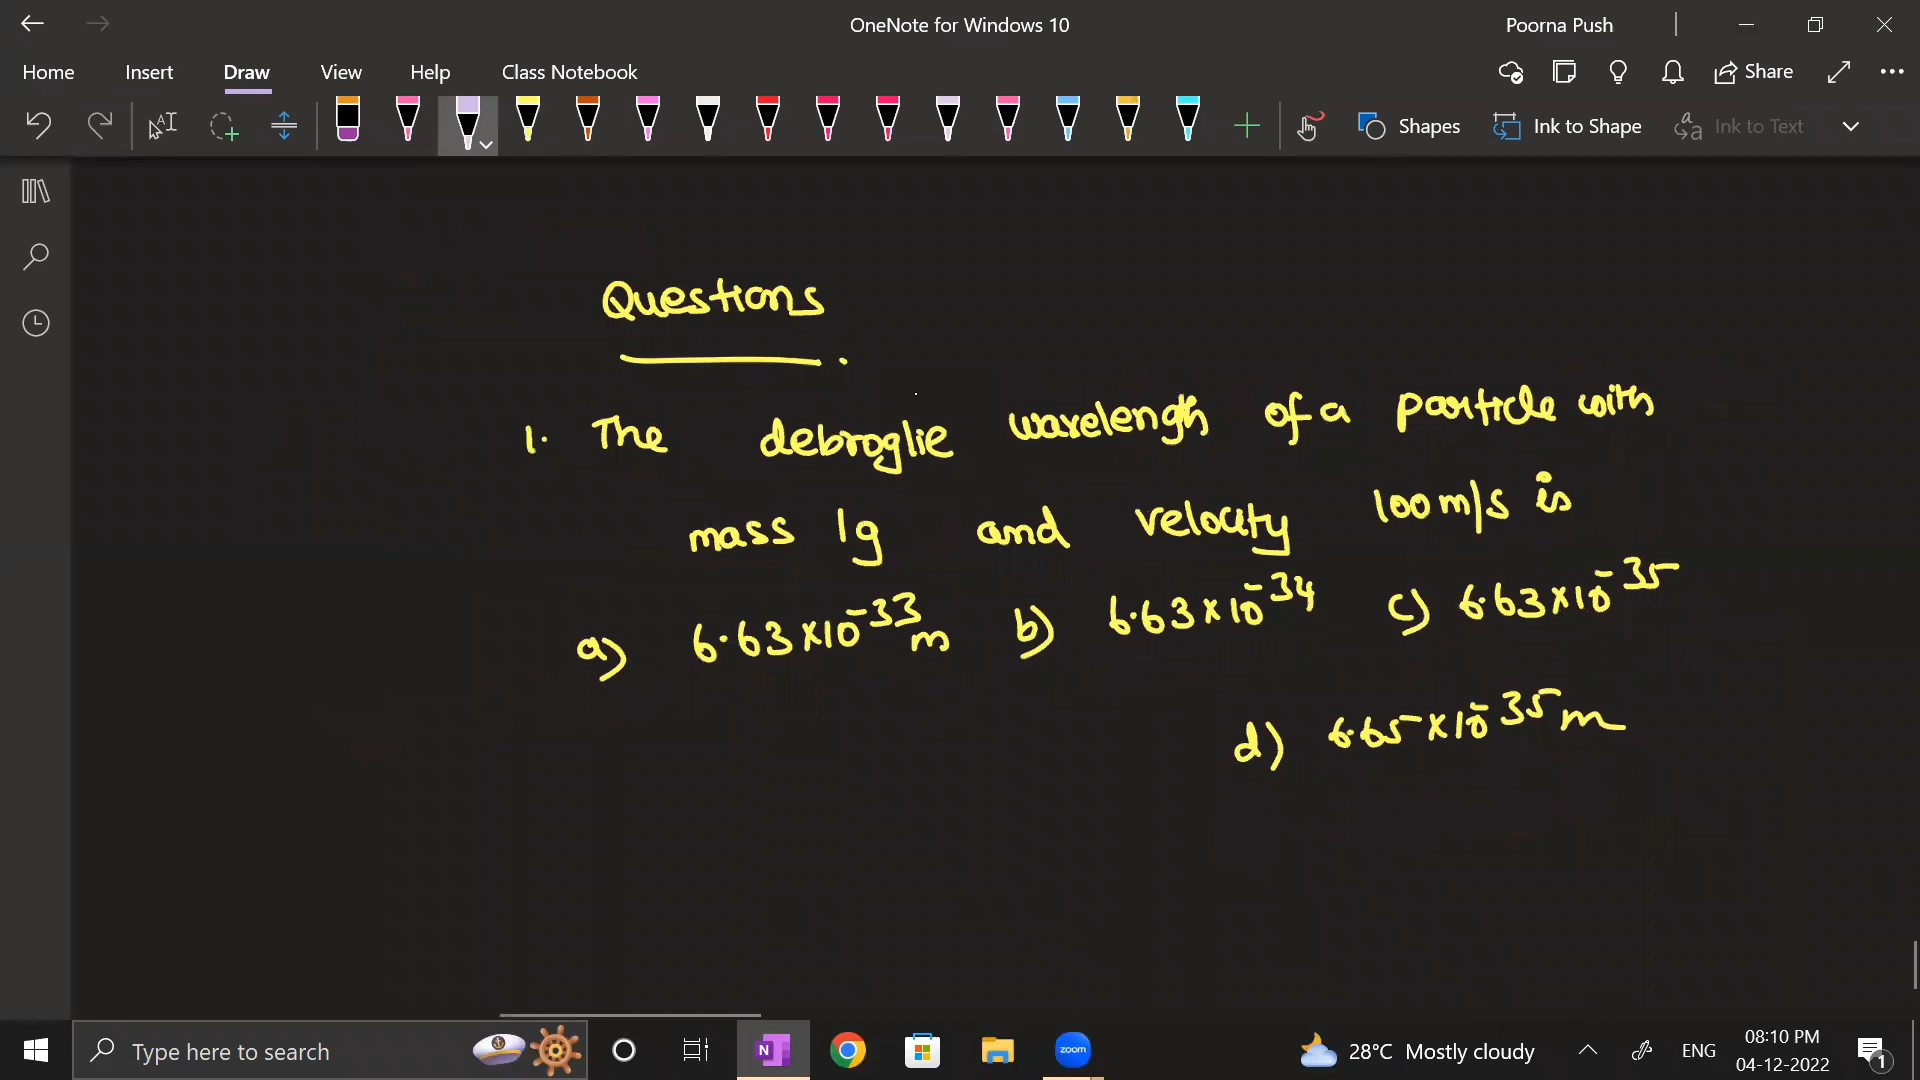 OneNote for Windows 10
Poorna Push
Home Insert Draw View Help Class Notebook
Share
Shapes Ink to Shape Ink to Text
Questions
1. The debroglie wavelength of a particle with
mass 1g and velocity 100 m/s is
a) 6.63×10⁻³³ m b) 6.63×10⁻³⁴ c) 6.63×10⁻³⁵
d) 6.65×10⁻³⁵ m
Type here to search
N
zoom
28°C Mostly cloudy
ENG
08:10 PM
04-12-2022
1